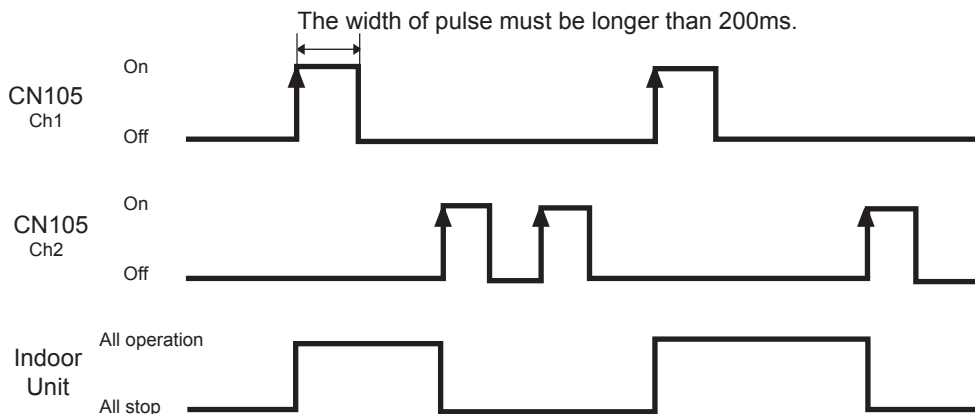 The width of pulse must be longer than 200ms.
On
CN105
Ch1
Off
On
CN105
Ch2
Off
All operation
Indoor
Unit
All stop